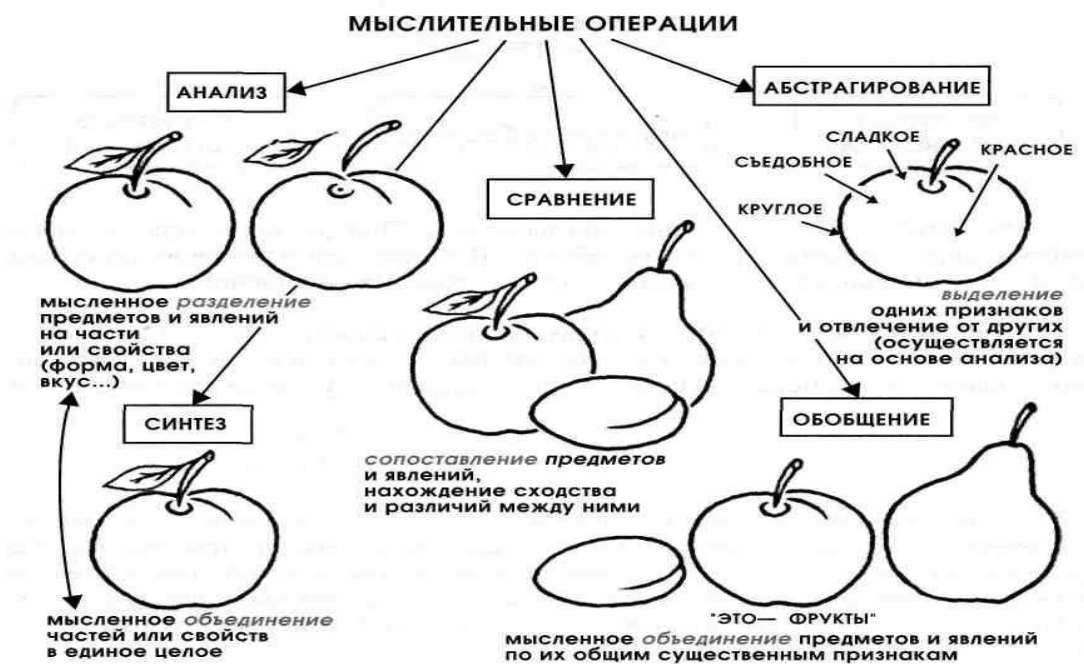 МЫСЛИТЕЛЬНЫЕ ОПЕРАЦИИ
АНАЛИЗ
мысленное разделение
предметов и явлений
на части
или свойства
(форма, цвет,
вкус...)
СИНТЕЗ
мысленное объединение
частей или свойств
в единое целое
СРАВНЕНИЕ
сопоставление предметов
и явлений,
нахождение сходства
и различий между ними
АБСТРАГИРОВАНИЕ
СЛАДКОЕ
КРАСНОЕ
СЪЕДОБНОЕ
КРУГЛОЕ
выделение
одних признаков
и отвлечение от других
(осуществляется
на основе анализа)
ОБОБЩЕНИЕ
"ЭТО— ФРУКТЫ"
мысленное объединение предметов и явлений
по их общим существенным признакам